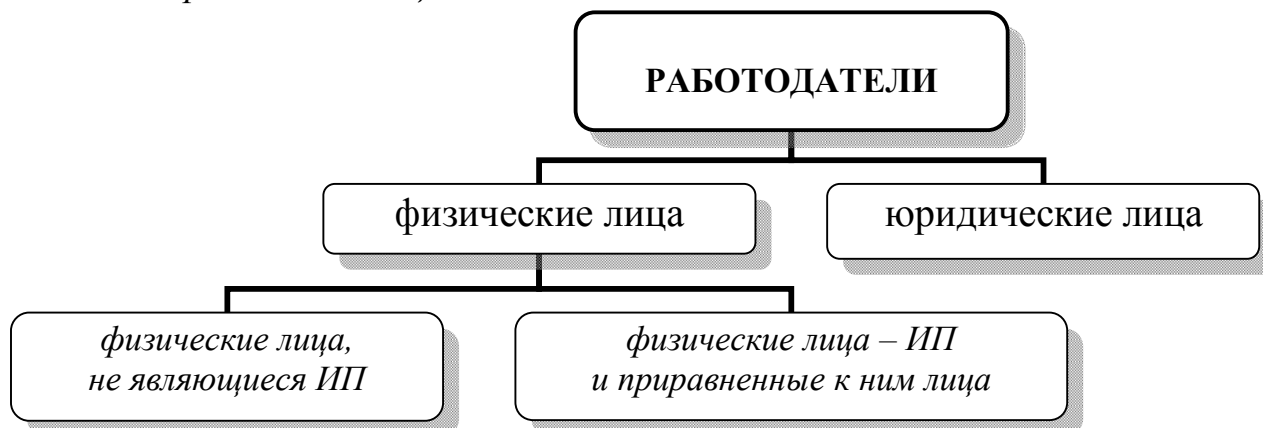 РАБОТОДАТЕЛИ
физические лица
юридические лица
физические лица,
не являющиеся ИП
физические лица – ИП
и приравненные к ним лица